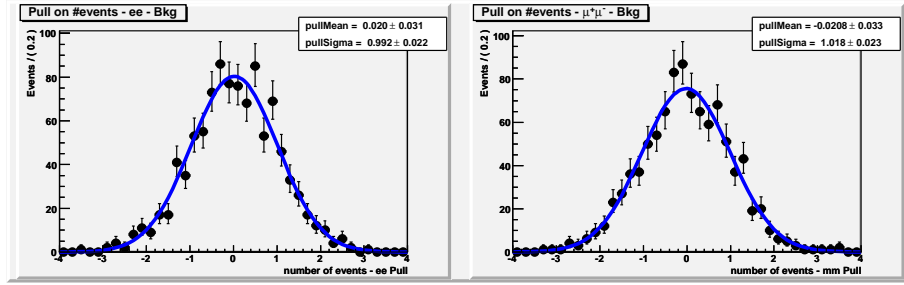 Pull on #events - ee - Bkg
pullMean = 0.020 ± 0.031
pullSigma = 0.992 ± 0.022
Events / ( 0.2 )
100
80
60
40
20
0
-4 -3 -2 -1 0 1 2 3 4
number of events - ee Pull
Pull on #events - μ⁺μ⁻ - Bkg
pullMean = -0.0208 ± 0.033
pullSigma = 1.018 ± 0.023
Events / ( 0.2 )
100
80
60
40
20
0
-4 -3 -2 -1 0 1 2 3 4
number of events - mm Pull